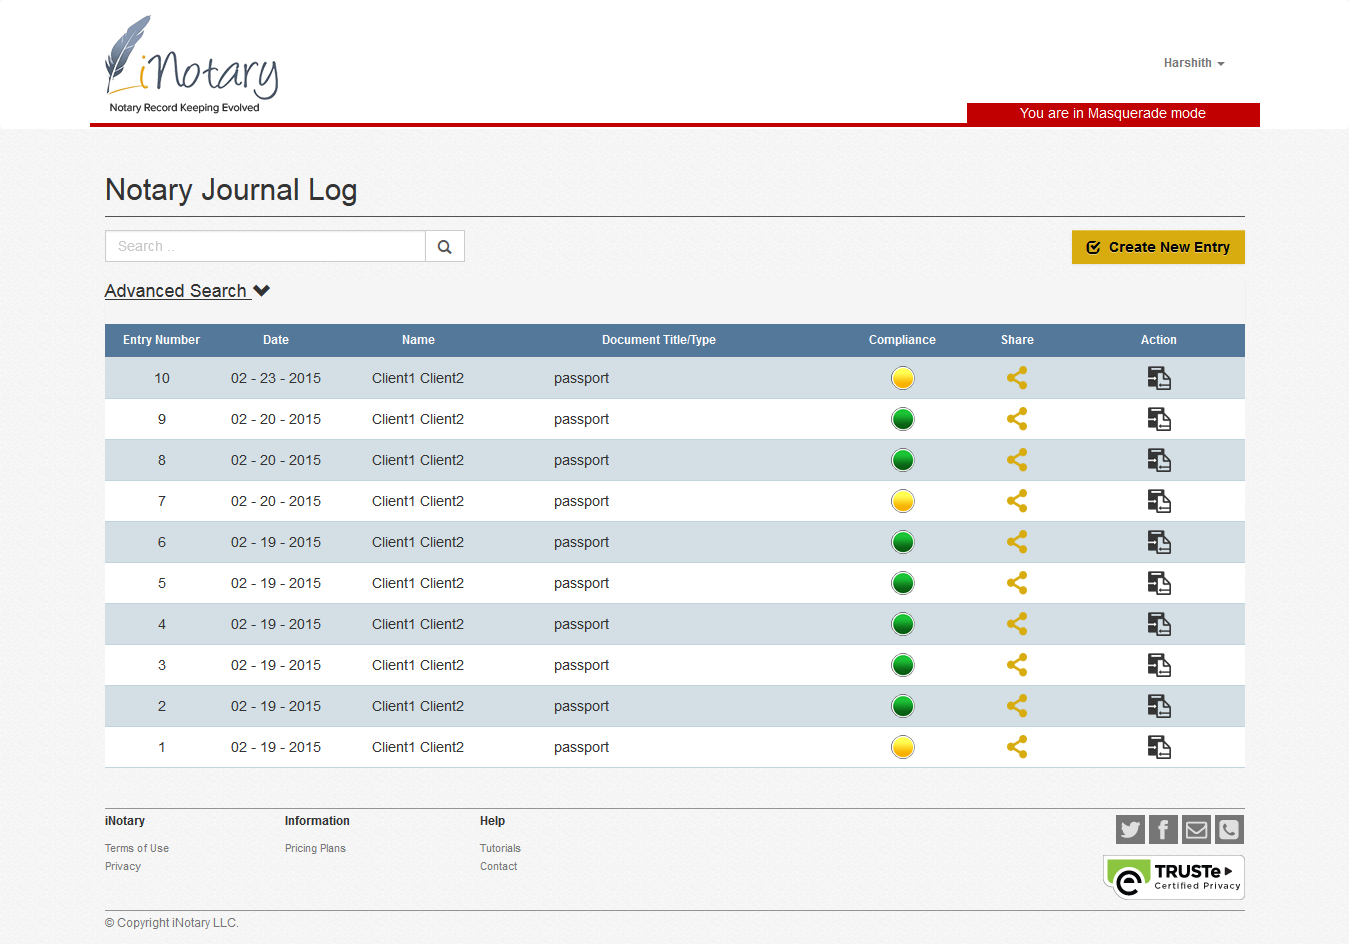 iNotary
Notary Record Keeping Evolved
Harshith
You are in Masquerade mode
Notary Journal Log
Search ..
Create New Entry
Advanced Search
Entry Number Date Name Document Title/Type Compliance Share Action
10 02 - 23 - 2015 Client1 Client2 passport
9 02 - 20 - 2015 Client1 Client2 passport
8 02 - 20 - 2015 Client1 Client2 passport
7 02 - 20 - 2015 Client1 Client2 passport
6 02 - 19 - 2015 Client1 Client2 passport
5 02 - 19 - 2015 Client1 Client2 passport
4 02 - 19 - 2015 Client1 Client2 passport
3 02 - 19 - 2015 Client1 Client2 passport
2 02 - 19 - 2015 Client1 Client2 passport
1 02 - 19 - 2015 Client1 Client2 passport
iNotary Information Help
Terms of Use Pricing Plans Tutorials
Privacy Contact
TRUSTe
Certified Privacy
© Copyright iNotary LLC.